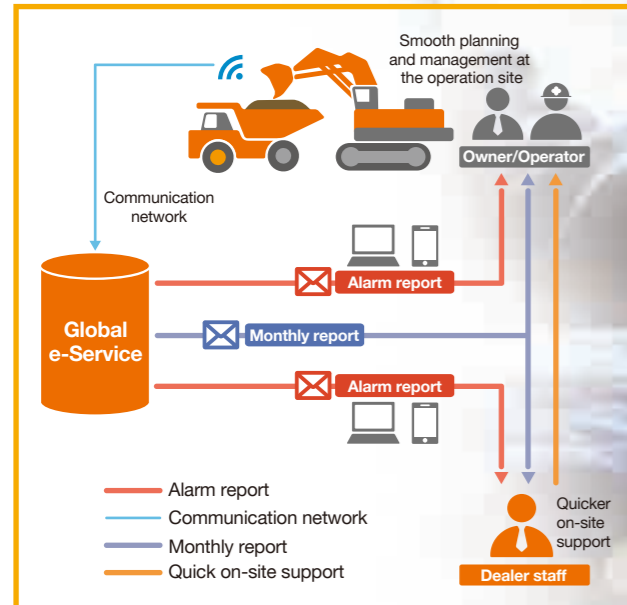 Smooth planning
and management at
the operation site
Owner/Operator
Communication
network
Alarm report
Global
e-Service
Monthly report
Alarm report
Alarm report
Communication network
Monthly report
Quick on-site support
Quicker
on-site
support
Dealer staff